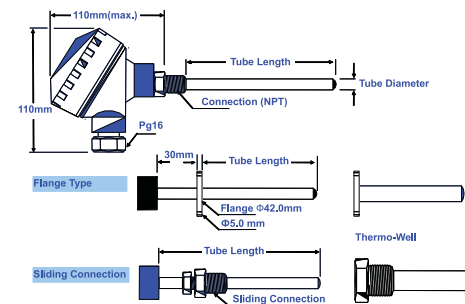 110mm(max.)
Tube Length
Tube Diameter
Connection (NPT)
110mm
Pg16
30mm
Tube Length
Flange Type
Flange Φ42.0mm
Φ5.0 mm
Thermo-Well
Tube Length
Sliding Connection
Sliding Connection